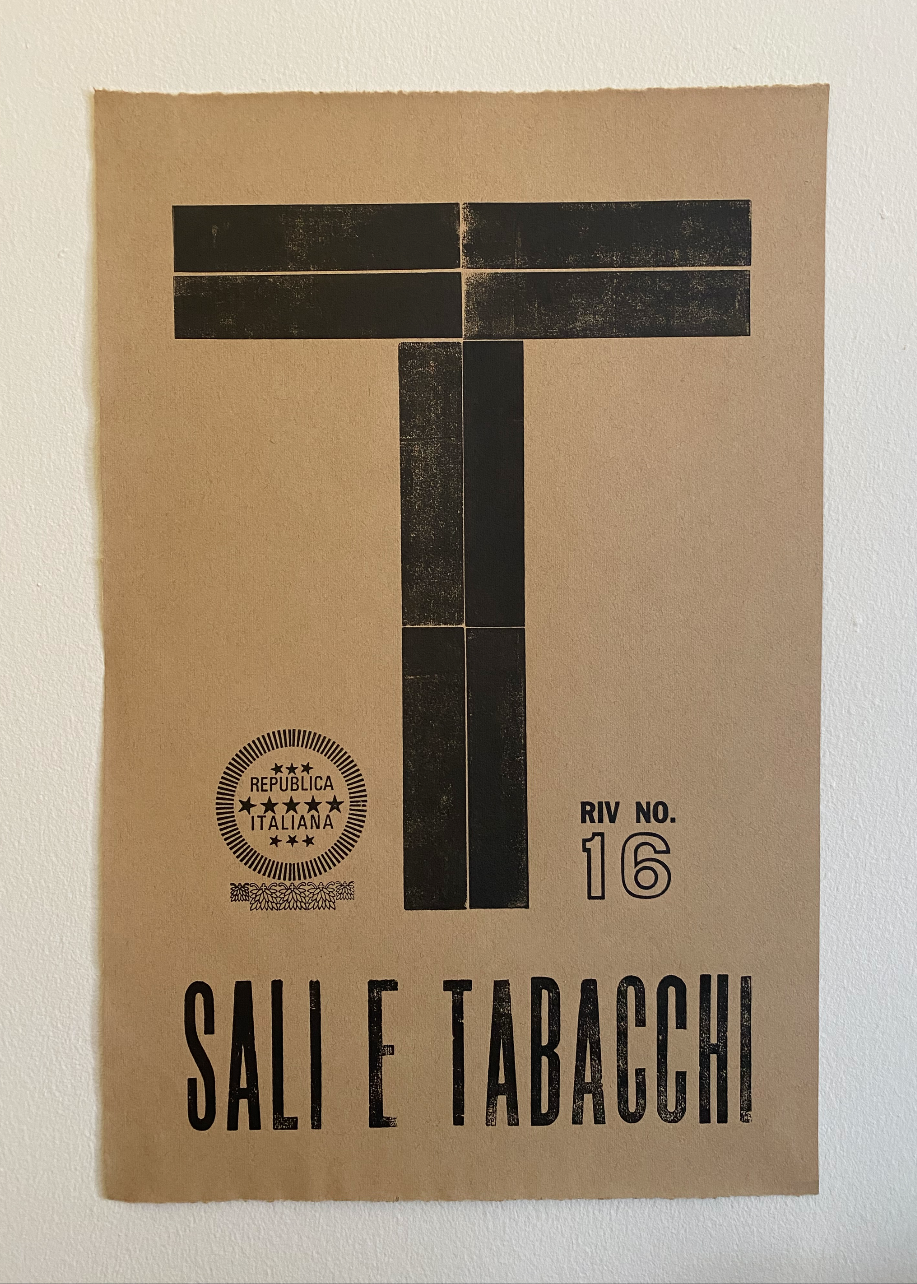 T
REPUBLICA
ITALIANA
RIV NO.
16
SALI E TABACCHI